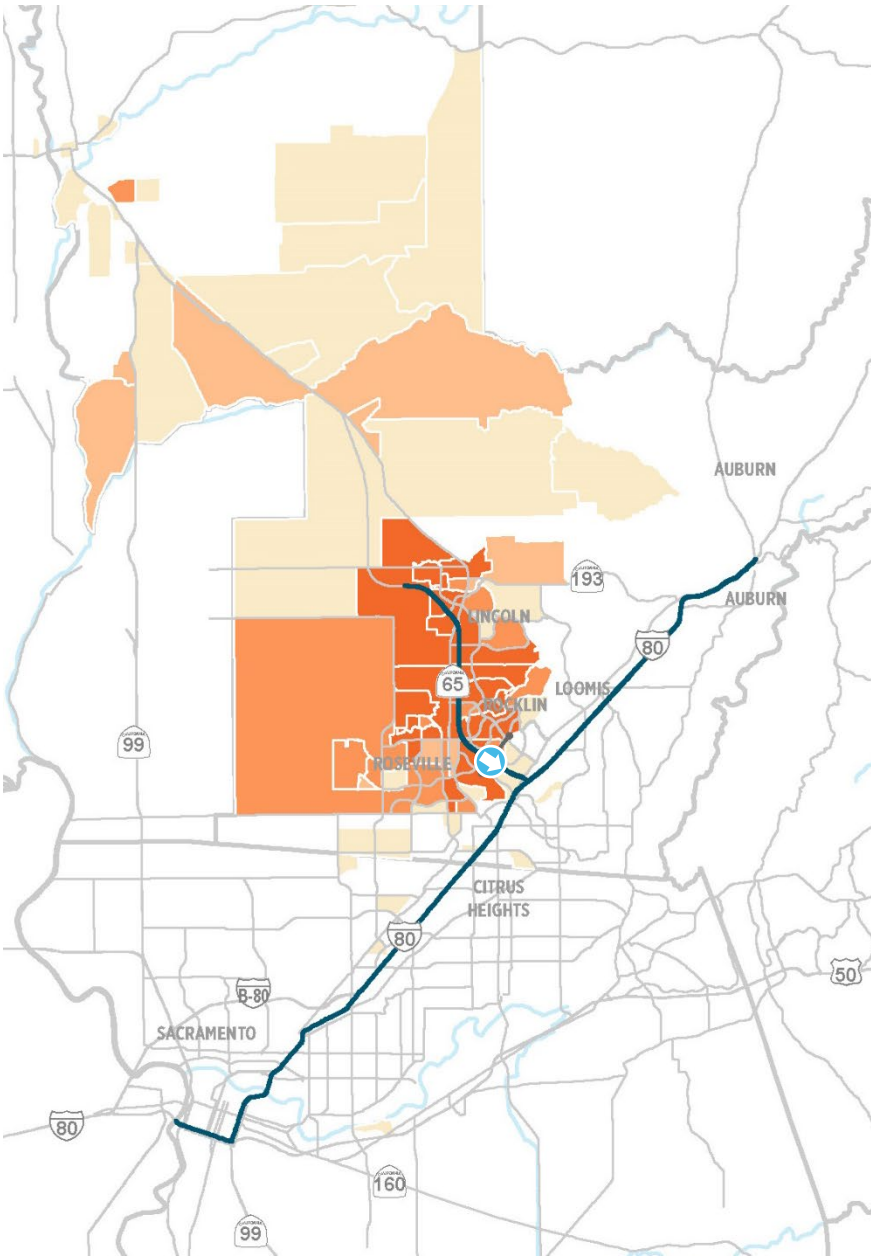 AUBURN
193
AUBURN
LINCOLN
80
LOOMIS
65
ROCKLIN
99
ROSEVILLE
CITRUS
HEIGHTS
80
50
B-80
SACRAMENTO
80
160
99